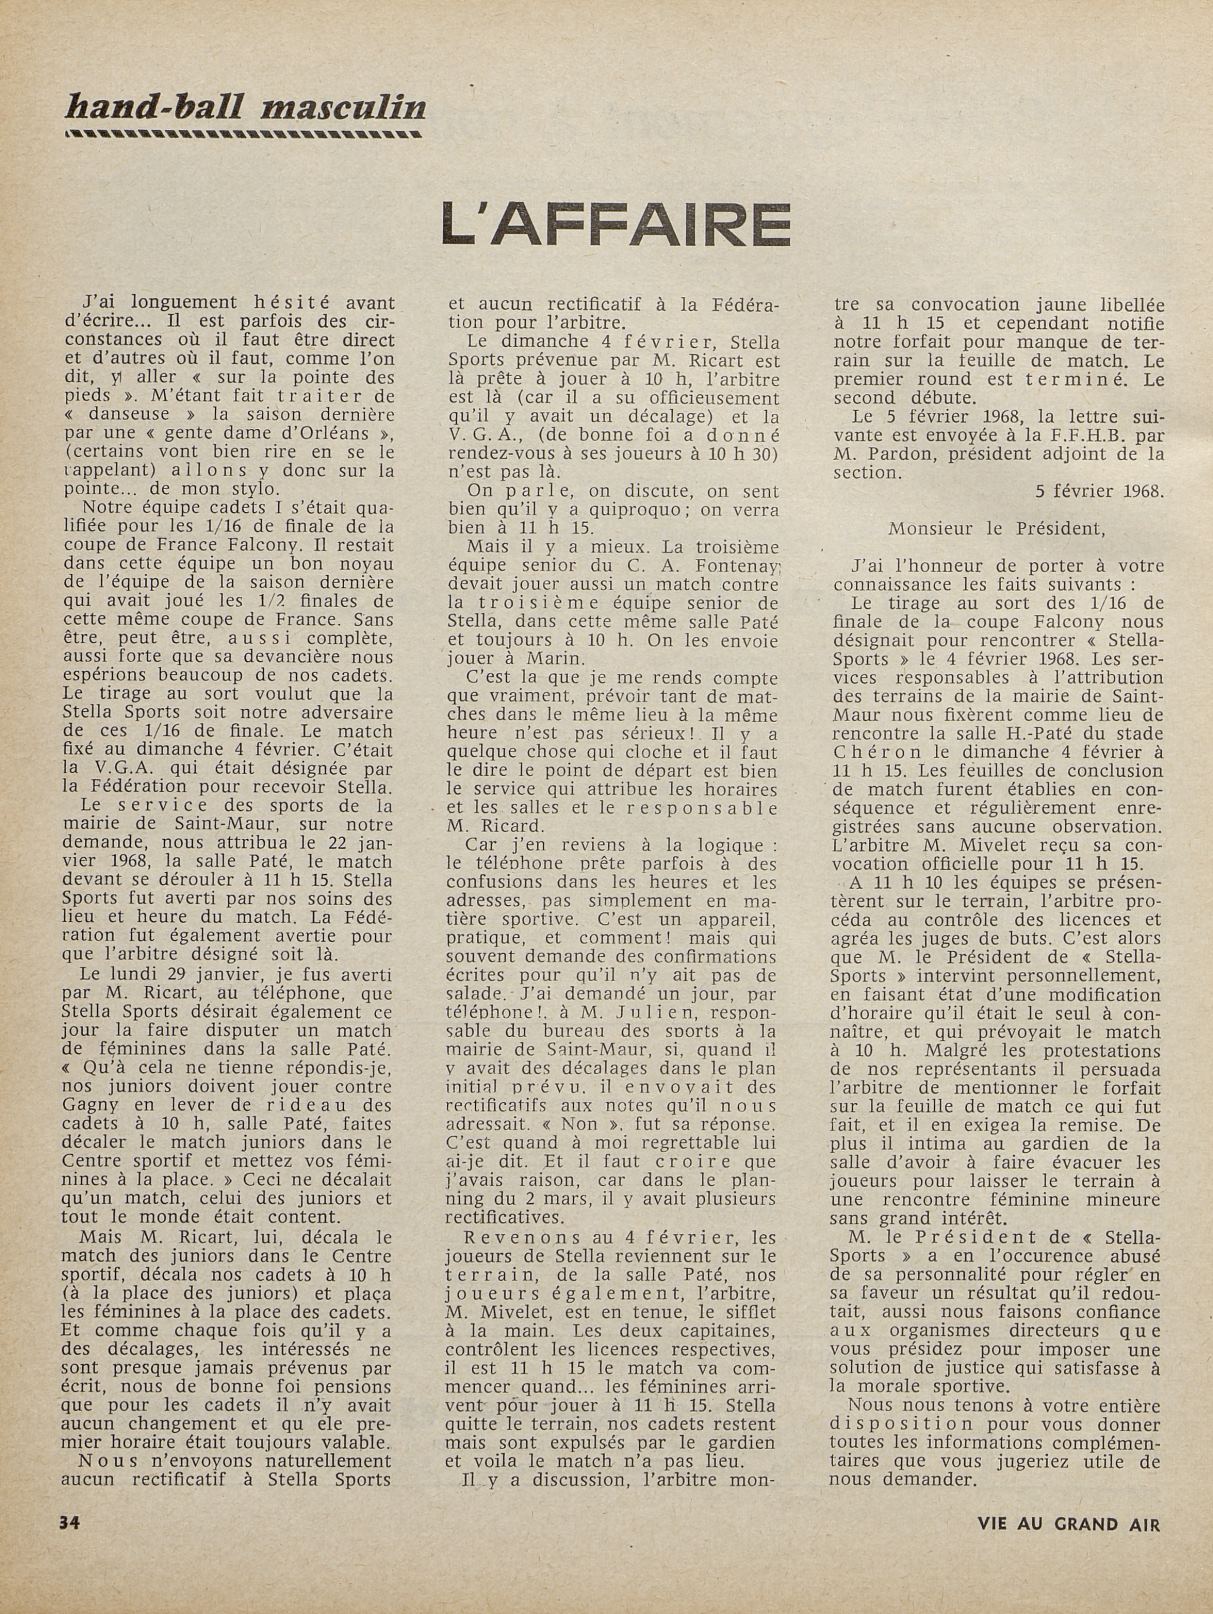 hand-ball masculin
L'AFFAIRE
J'ai longuement hésité avant
d'écrire... Il est parfois des cir-
constances où il faut être direct
et d'autres où il faut, comme l'on
dit, y aller « sur la pointe des
pieds ». M'étant fait traiter de
« danseuse » la saison dernière
par une « gente dame d'Orléans »,
(certains vont bien rire en se le
rappelant) allons y donc sur la
pointe... de mon stylo.
Notre équipe cadets I s'était qua-
lifiée pour les 1/16 de finale de la
coupe de France Falcony. Il restait
dans cette équipe un bon noyau
de l'équipe de la saison dernière
qui avait joué les 1/2 finales de
cette même coupe de France. Sans
être, peut être, aussi complète,
aussi forte que sa devancière nous
espérions beaucoup de nos cadets.
Le tirage au sort voulut que la
Stella Sports soit notre adversaire
de ces 1/16 de finale. Le match
fixé au dimanche 4 février. C'était
la V.G.A. qui était désignée par
la Fédération pour recevoir Stella.
Le service des sports de la
mairie de Saint-Maur, sur notre
demande, nous attribua le 22 jan-
vier 1968, la salle Paté, le match
devant se dérouler à 11 h 15. Stella
Sports fut averti par nos soins des
lieu et heure du match. La Fédé-
ration fut également avertie pour
que l'arbitre désigné soit là.
Le lundi 29 janvier, je fus averti
par M. Ricart, au téléphone, que
Stella Sports désirait également ce
jour la faire disputer un match
de féminines dans la salle Paté.
« Qu'à cela ne tienne répondis-je,
nos juniors doivent jouer contre
Gagny en lever de rideau des
cadets à 10 h, salle Paté, faites
décaler le match juniors dans le
Centre sportif et mettez vos fémi-
nines à la place. » Ceci ne décalait
qu'un match, celui des juniors et
tout le monde était content.
Mais M. Ricart, lui, décala le
match des juniors dans le Centre
sportif, décala nos cadets à 10 h
(à la place des juniors) et plaça
les féminines à la place des cadets.
Et comme chaque fois qu'il y a
des décalages, les intéressés ne
sont presque jamais prévenus par
écrit, nous de bonne foi pensions
que pour les cadets il n'y avait
aucun changement et qu ele pre-
mier horaire était toujours valable.
Nous n'envoyons naturellement
aucun rectificatif à Stella Sports
et aucun rectificatif à la Fédéra-
tion pour l'arbitre.
Le dimanche 4 février, Stella
Sports prévenue par M. Ricart est
là prête à jouer à 10 h, l'arbitre
est là (car il a su officieusement
qu'il y avait un décalage) et la
V. G. A., (de bonne foi a donné
rendez-vous à ses joueurs à 10 h 30)
n'est pas là.
On parle, on discute, on sent
bien qu'il y a quiproquo; on verra
bien à 11 h 15.
Mais il y a mieux. La troisième
équipe senior du C. A. Fontenay
devait jouer aussi un match contre
la troisième équipe senior de
Stella, dans cette même salle Paté
et toujours à 10 h. On les envoie
jouer à Marin.
C'est la que je me rends compte
que vraiment, prévoir tant de mat-
ches dans le même lieu à la même
heure n'est pas sérieux! Il y a
quelque chose qui cloche et il faut
le dire le point de départ est bien
le service qui attribue les horaires
et les salles et le responsable
M. Ricard.
Car j'en reviens à la logique :
le téléphone prête parfois à des
confusions dans les heures et les
adresses, pas simplement en ma-
tière sportive. C'est un appareil,
pratique, et comment! mais qui
souvent demande des confirmations
écrites pour qu'il n'y ait pas de
salade. J'ai demandé un jour, par
téléphone!, à M. Julien, respon-
sable du bureau des sports à la
mairie de Saint-Maur, si, quand il
y avait des décalages dans le plan
initial prévu, il envoyait des
rectificatifs aux notes qu'il nous
adressait. « Non », fut sa réponse.
C'est quand à moi regrettable lui
ai-je dit. Et il faut croire que
j'avais raison, car dans le plan-
ning du 2 mars, il y avait plusieurs
rectificatives.
Revenons au 4 février, les
joueurs de Stella reviennent sur le
terrain, de la salle Paté, nos
joueurs également, l'arbitre,
M. Mivelet, est en tenue, le sifflet
à la main. Les deux capitaines,
contrôlent les licences respectives,
il est 11 h 15 le match va com-
mencer quand... les féminines arri-
vent pour jouer à 11 h 15. Stella
quitte le terrain, nos cadets restent
mais sont expulsés par le gardien
et voila le match n'a pas lieu.
Il y a discussion, l'arbitre mon-
tre sa convocation jaune libellée
à 11 h 15 et cependant notifie
notre forfait pour manque de ter-
rain sur la feuille de match. Le
premier round est terminé. Le
second débute.
Le 5 février 1968, la lettre sui-
vante est envoyée à la F.F.H.B. par
M. Pardon, président adjoint de la
section.
5 février 1968.
Monsieur le Président,
J'ai l'honneur de porter à votre
connaissance les faits suivants :
Le tirage au sort des 1/16 de
finale de la coupe Falcony nous
désignait pour rencontrer « Stella-
Sports » le 4 février 1968. Les ser-
vices responsables à l'attribution
des terrains de la mairie de Saint-
Maur nous fixèrent comme lieu de
rencontre la salle H.-Paté du stade
Chéron le dimanche 4 février à
11 h 15. Les feuilles de conclusion
de match furent établies en con-
séquence et régulièrement enre-
gistrées sans aucune observation.
L'arbitre M. Mivelet reçu sa con-
vocation officielle pour 11 h 15.
A 11 h 10 les équipes se présen-
tèrent sur le terrain, l'arbitre pro-
céda au contrôle des licences et
agréa les juges de buts. C'est alors
que M. le Président de « Stella-
Sports » intervint personnellement,
en faisant état d'une modification
d'horaire qu'il était le seul à con-
naître, et qui prévoyait le match
à 10 h. Malgré les protestations
de nos représentants il persuada
l'arbitre de mentionner le forfait
sur la feuille de match ce qui fut
fait, et il en exigea la remise. De
plus il intima au gardien de la
salle d'avoir à faire évacuer les
joueurs pour laisser le terrain à
une rencontre féminine mineure
sans grand intérêt.
M. le Président de « Stella-
Sports » a en l'occurence abusé
de sa personnalité pour régler en
sa faveur un résultat qu'il redou-
tait, aussi nous faisons confiance
aux organismes directeurs que
vous présidez pour imposer une
solution de justice qui satisfasse à
la morale sportive.
Nous nous tenons à votre entière
disposition pour vous donner
toutes les informations complémen-
taires que vous jugeriez utile de
nous demander.
34
VIE AU GRAND AIR